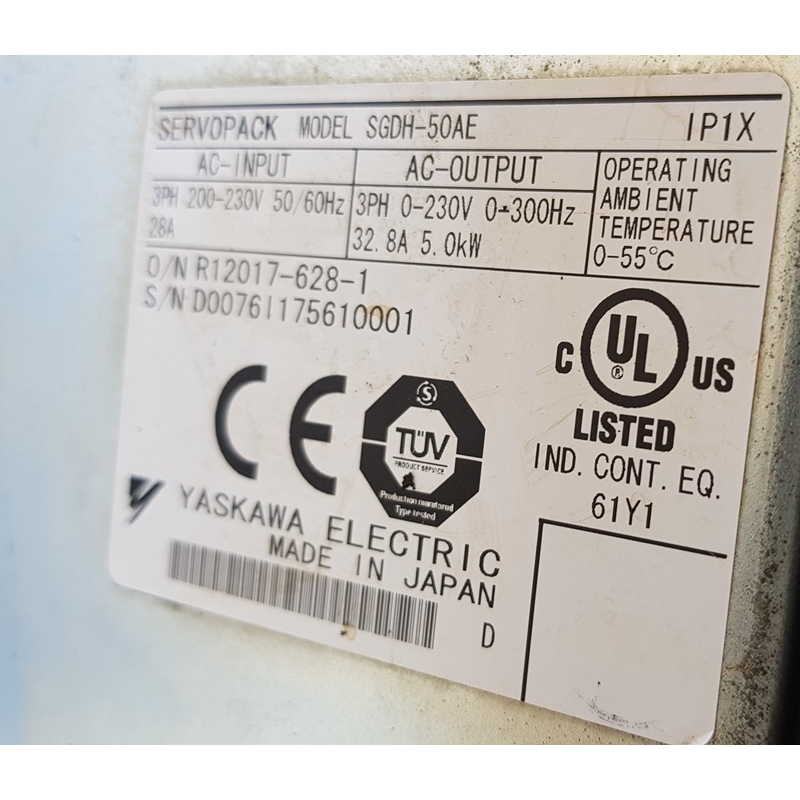 SERVOPACK MODEL SGDH-50AE IP1X
AC-INPUT
3PH 200-230V 50/60Hz
28A
AC-OUTPUT
3PH 0-230V 0-300Hz
32.8A 5.0kW
OPERATING
AMBIENT
TEMPERATURE
0-55°C
O/N R12017-628-1
S/N D0076I175610001
CE
S
TÜV
PRODUCT SERVICE
Production monitored
Type tested
C UL ® US
LISTED
IND. CONT. EQ.
61Y1
YASKAWA ELECTRIC
MADE IN JAPAN
D